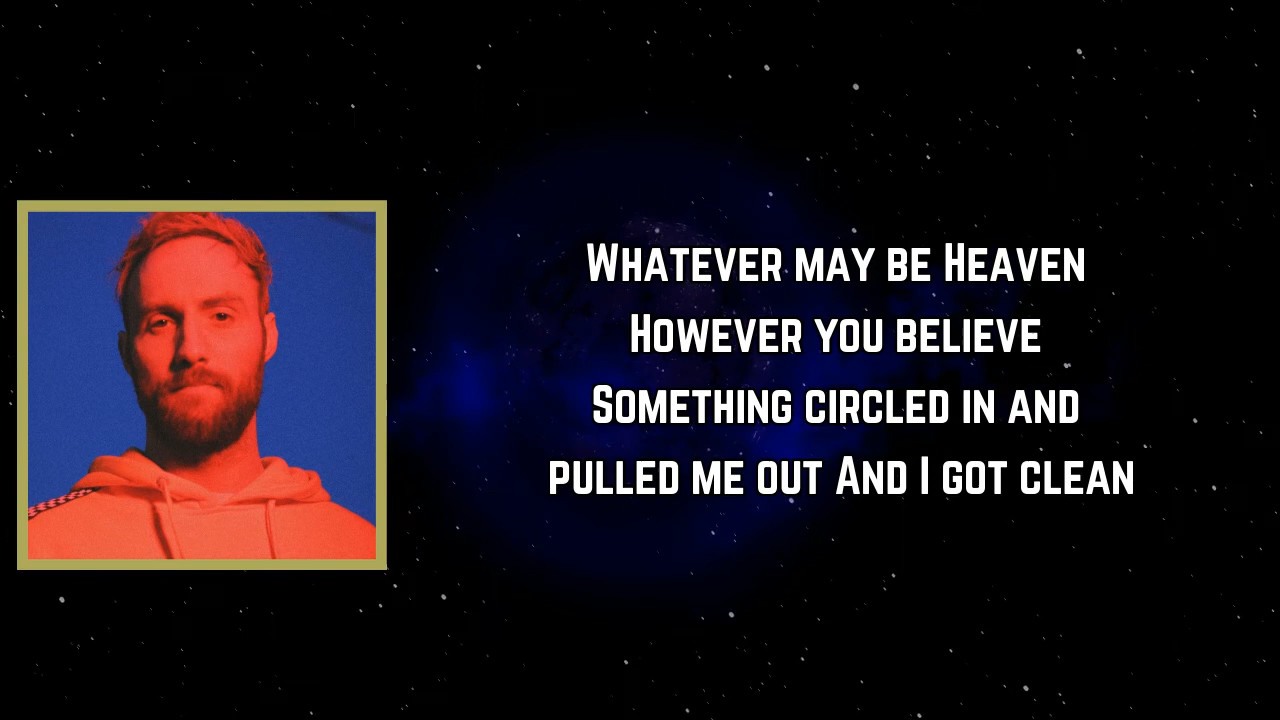 Whatever may be Heaven
However you believe
Something circled in and
pulled me out And I got clean